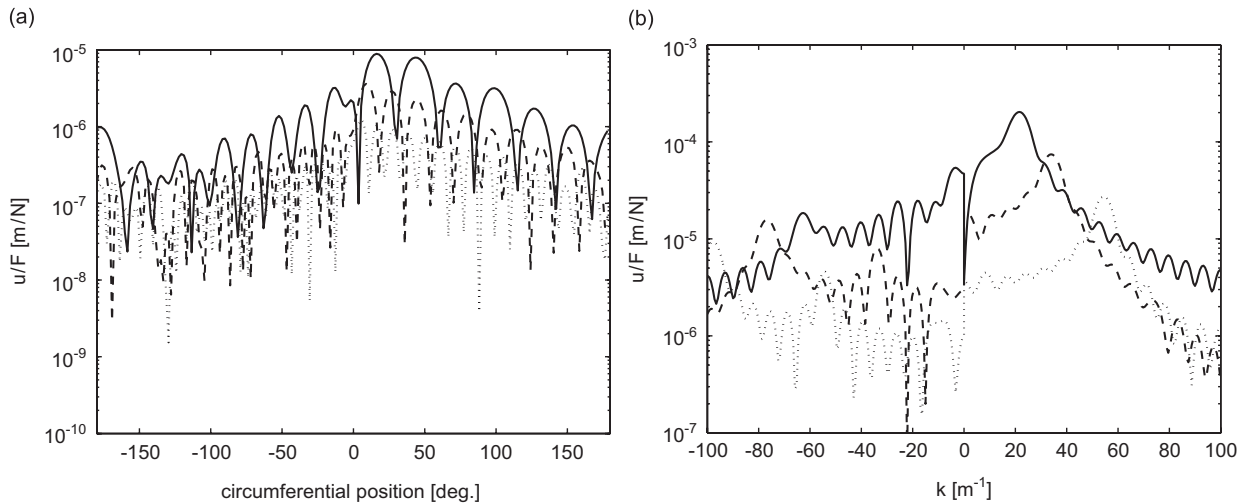 (a)
10^-5
10^-6
10^-7
10^-8
10^-9
10^-10
u/F [m/N]
-150 -100 -50 0 50 100 150
circumferential position [deg.]
(b)
10^-3
10^-4
10^-5
10^-6
10^-7
u/F [m/N]
-100 -80 -60 -40 -20 0 20 40 60 80 100
k [m^-1]